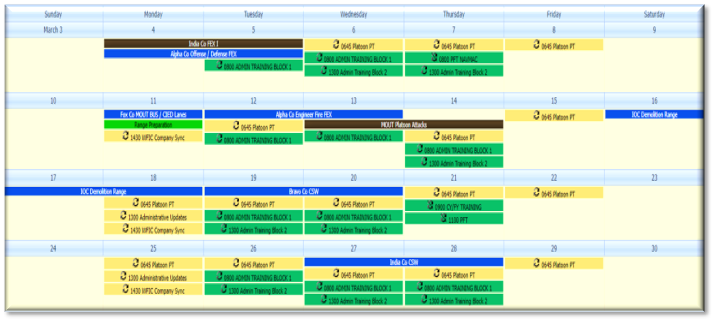 Sunday Monday Tuesday Wednesday Thursday Friday Saturday
March 3 4 5 6 7 8 9
India Co FEX I
Alpha Co Offense / Defense FEX
0800 ADMIN TRAINING BLOCK 1
0645 Platoon PT
0800 ADMIN TRAINING BLOCK 1
1300 Admin Training Block 2
0645 Platoon PT
0800 PFT NAVMAC
1300 Admin Training Block 2
0645 Platoon PT
10 11 12 13 14 15 16
Fox Co MOUT BUS / CIED Lanes
Range Preparation
1430 WFIC Company Sync
Alpha Co Engineer Fire FEX
0645 Platoon PT
0800 ADMIN TRAINING BLOCK 1
MOUT Platoon Attacks
0800 ADMIN TRAINING BLOCK 1
0645 Platoon PT
0800 ADMIN TRAINING BLOCK 1
1300 Admin Training Block 2
0645 Platoon PT
IOC Demolition Range
17 18 19 20 21 22 23
IOC Demolition Range
0645 Platoon PT
1300 Administrative Updates
1430 WFIC Company Sync
Bravo Co CSW
0645 Platoon PT
0800 ADMIN TRAINING BLOCK 1
1300 Admin Training Block 2
0645 Platoon PT
0800 ADMIN TRAINING BLOCK 1
1300 Admin Training Block 2
0645 Platoon PT
TRAINING
1100 PFT
0645 Platoon PT
24 25 26 27 28 29 30
0645 Platoon PT
1300 Administrative Updates
1430 WFIC Company Sync
0645 Platoon PT
0800 ADMIN TRAINING BLOCK 1
1300 Admin Training Block 2
India Co CSW
0645 Platoon PT
0800 ADMIN TRAINING BLOCK 1
1300 Admin Training Block 2
0645 Platoon PT
0800 ADMIN TRAINING BLOCK 1
1300 Admin Training Block 2
0645 Platoon PT